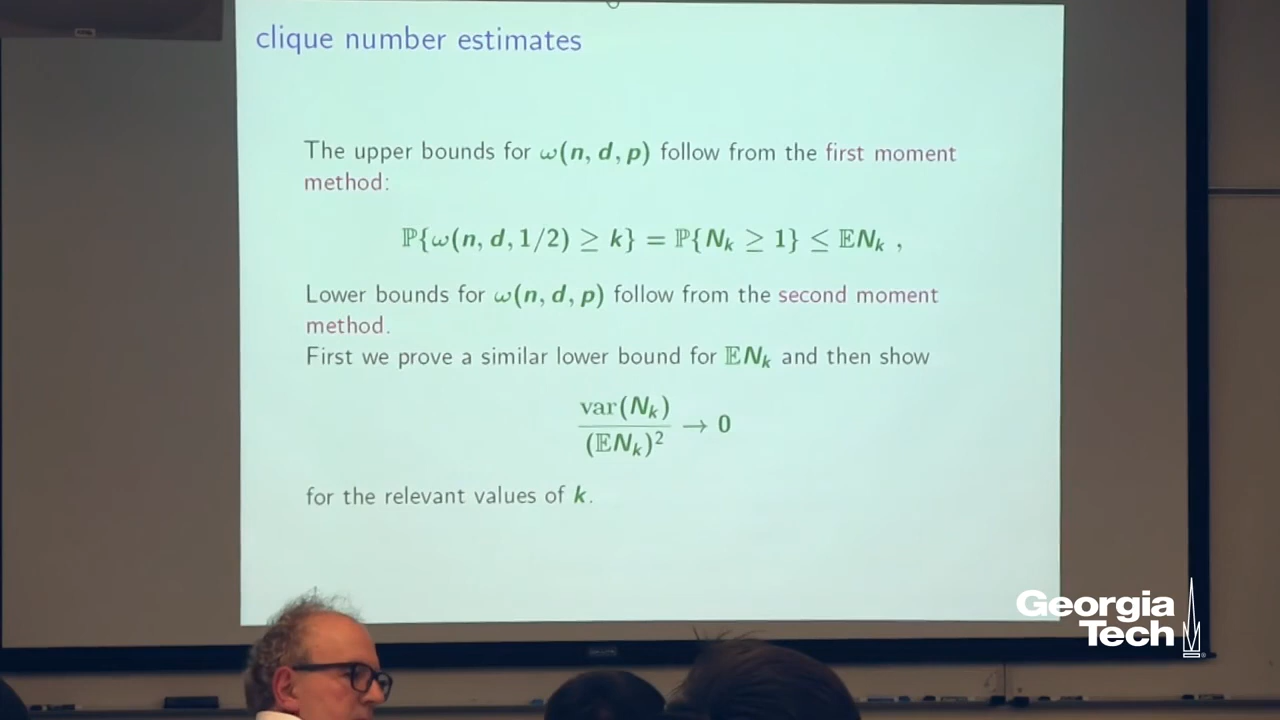 clique number estimates
The upper bounds for ω(n, d, p) follow from the first moment
method:
ℙ{ω(n, d, 1/2) ≥ k} = ℙ{N_k ≥ 1} ≤ 𝔼N_k ,
Lower bounds for ω(n, d, p) follow from the second moment
method.
First we prove a similar lower bound for 𝔼N_k and then show
var(N_k)
(𝔼N_k)² → 0
for the relevant values of k.
Georgia
Tech